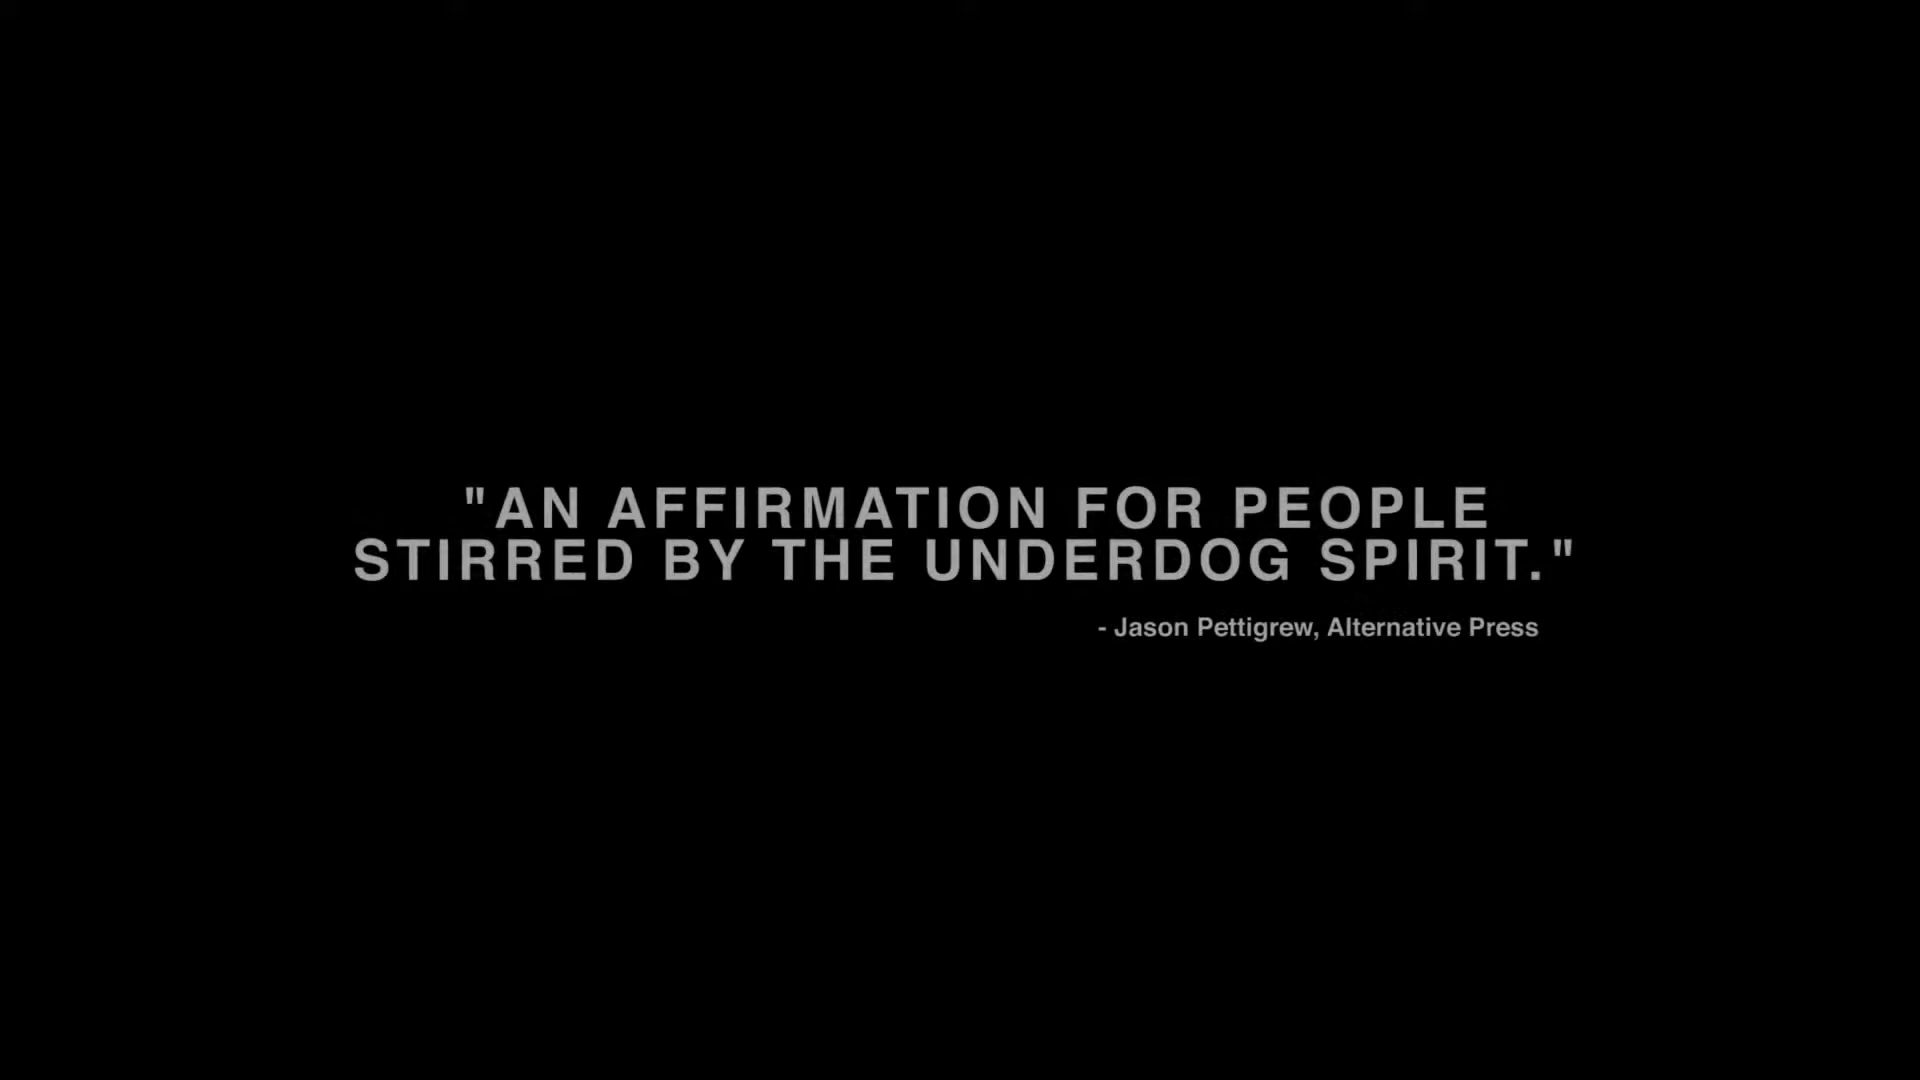 "AN AFFIRMATION FOR PEOPLE
STIRRED BY THE UNDERDOG SPIRIT."
- Jason Pettigrew, Alternative Press